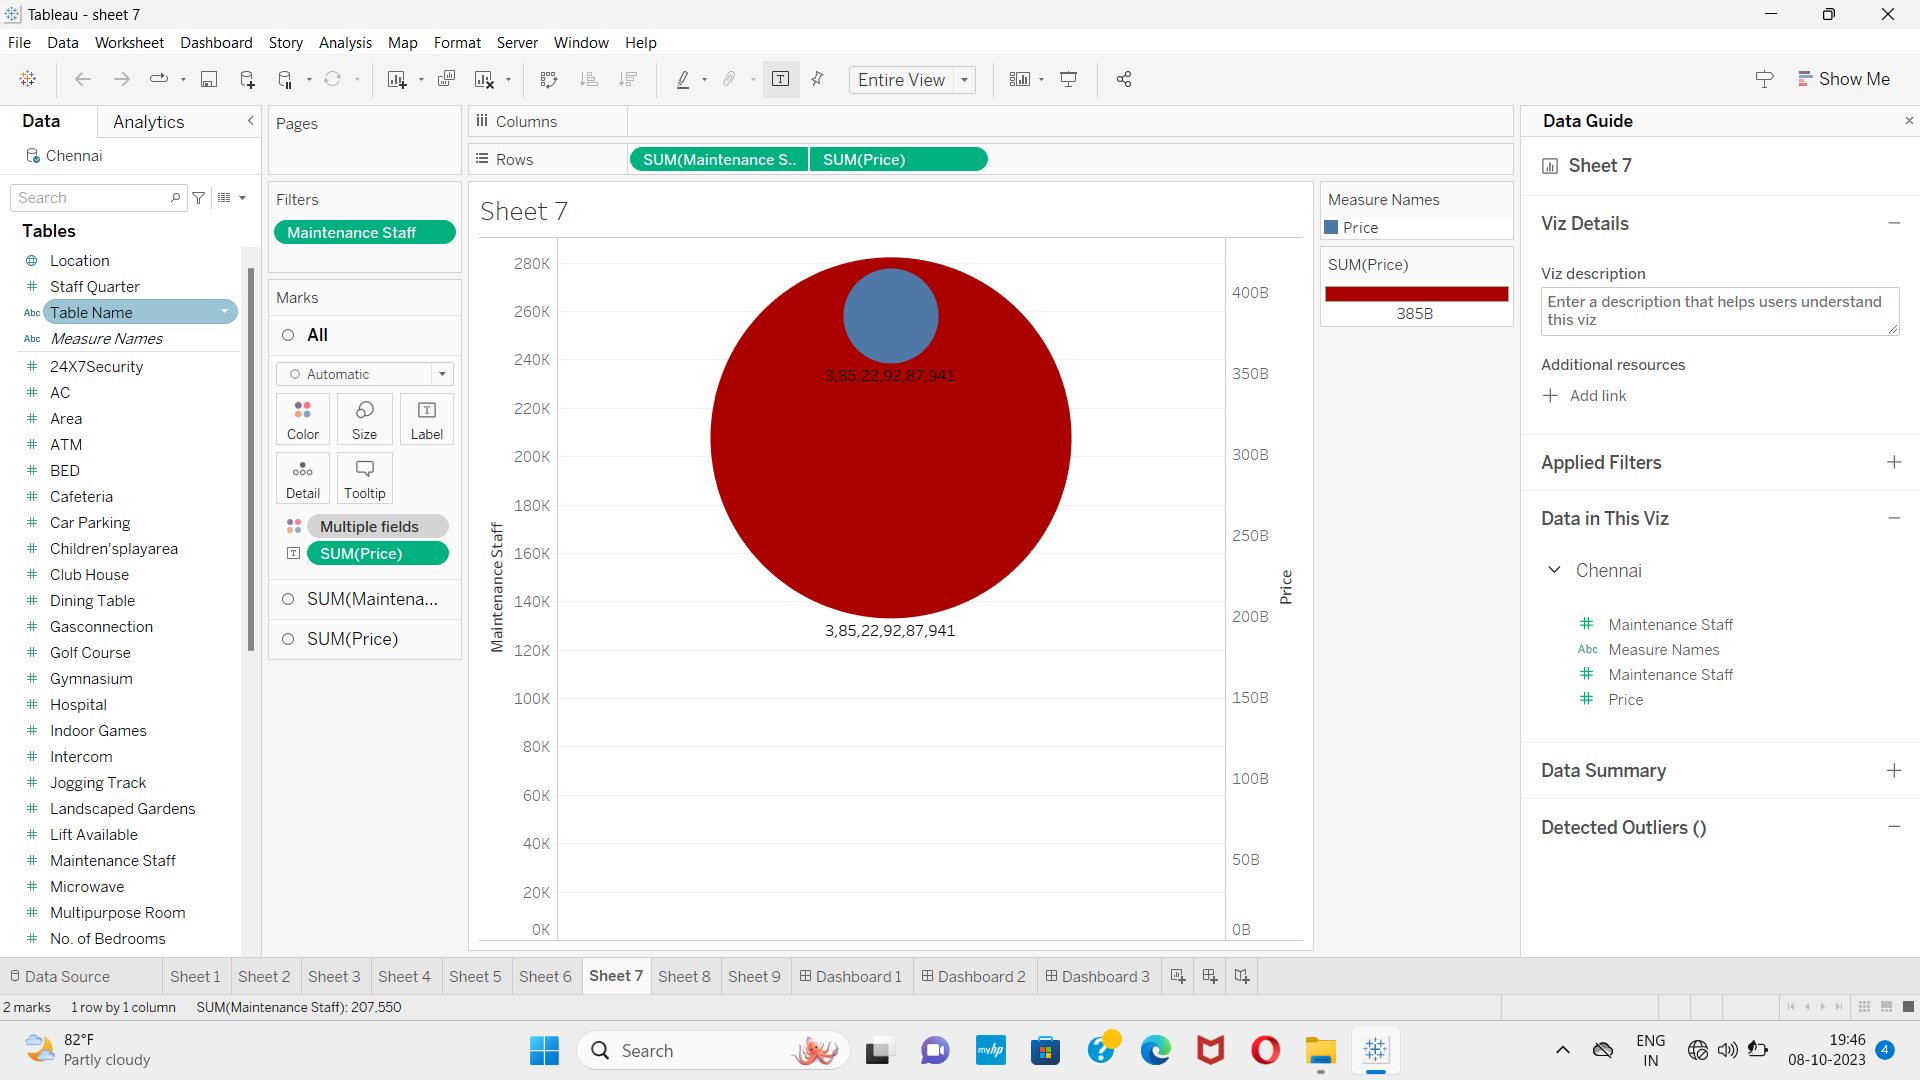 Tableau - sheet 7
File Data Worksheet Dashboard Story Analysis Map Format Server Window Help
Entire View
Show Me
Data Analytics
Chennai
Search
Tables
Location
Staff Quarter
Abc Table Name
Abc Measure Names
24X7Security
AC
Area
ATM
BED
Cafeteria
Car Parking
Children'splayarea
Club House
Dining Table
Gasconnection
Golf Course
Gymnasium
Hospital
Indoor Games
Intercom
Jogging Track
Landscaped Gardens
Lift Available
Maintenance Staff
Microwave
Multipurpose Room
No. of Bedrooms
Pages
Filters
Maintenance Staff
Marks
All
Automatic
Color Size Label
Detail Tooltip
Multiple fields
SUM(Price)
SUM(Maintena...
SUM(Price)
Columns
Rows SUM(Maintenance S.. SUM(Price)
Sheet 7
280K
260K
240K
220K
200K
180K
160K
140K
120K
100K
80K
60K
40K
20K
0K
Maintenance Staff
3,85,22,92,87,941
3,85,22,92,87,941
400B
350B
300B
250B
200B
150B
100B
50B
0B
Price
Measure Names
Price
SUM(Price)
385B
Data Guide
Sheet 7
Viz Details
Viz description
Enter a description that helps users understand
this viz
Additional resources
Add link
Applied Filters
Data in This Viz
Chennai
Maintenance Staff
Abc Measure Names
Maintenance Staff
Price
Data Summary
Detected Outliers ()
Data Source Sheet 1 Sheet 2 Sheet 3 Sheet 4 Sheet 5 Sheet 6 Sheet 7 Sheet 8 Sheet 9 Dashboard 1 Dashboard 2 Dashboard 3
2 marks 1 row by 1 column SUM(Maintenance Staff): 207,550
82°F
Partly cloudy
Search
myhp
ENG
IN
19:46
08-10-2023
4